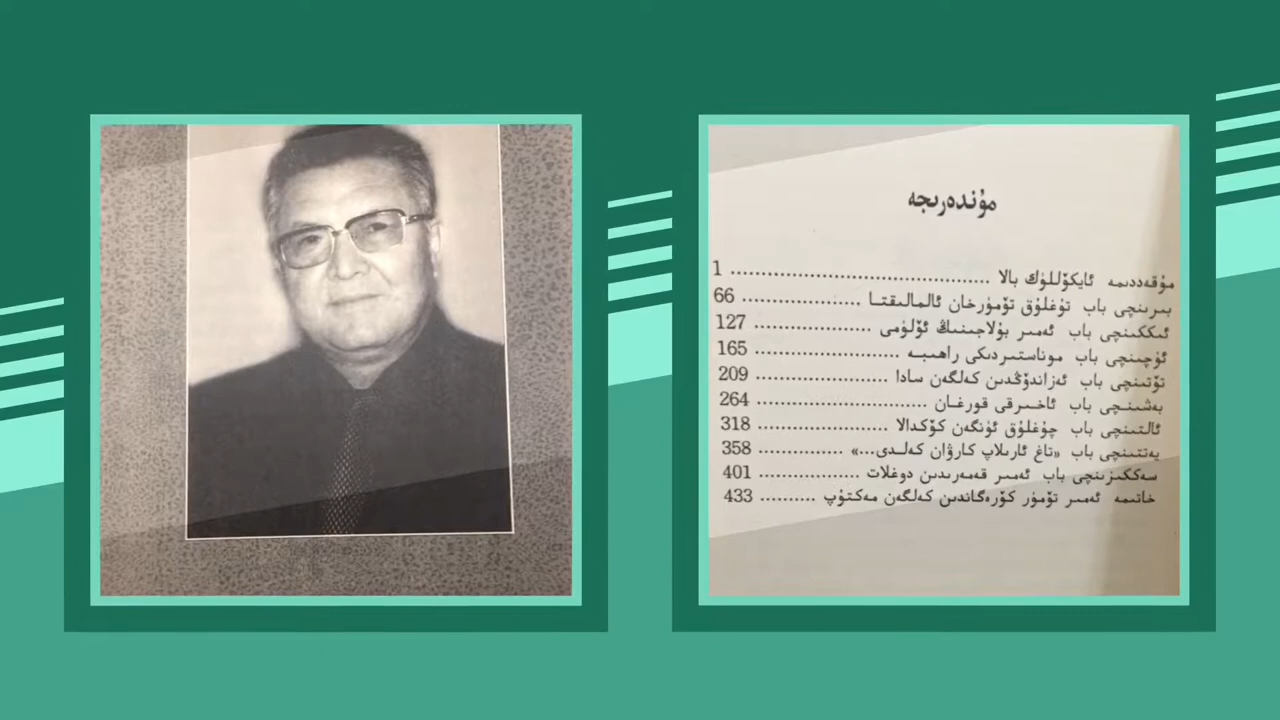 مۇندەرىجە
مۇقەددىمە ئايكۆللۈك بالا ........................................ 1
بىرىنچى باب تۇغلۇق تۆمۈرخان ئالمالىقتا ................... 66
ئىككىنچى باب ئەمىر بۇلاجىنىڭ ئۆلۈمى ................... 127
ئۈچىنچى باب موناستىردىكى راھىبە ........................ 165
تۆتىنچى باب ئەزاندۆڭدىن كەلگەن سادا ..................... 209
بەشىنچى باب ئاخىرقى قورغان ............................ 264
ئالتىنچى باب چۇغلۇق ئۈنگەن كۆكدالا ...................... 318
يەتتىنچى باب «تاغ ئارىلاپ كارۋان كەلدى...» .............. 358
سەككىزىنچى باب ئەمىر قەمەرىدىن دوغلات ................ 401
خاتىمە ئەمىر تۆمۈر كۆرەگاندىن كەلگەن مەكتۈپ .......... 433